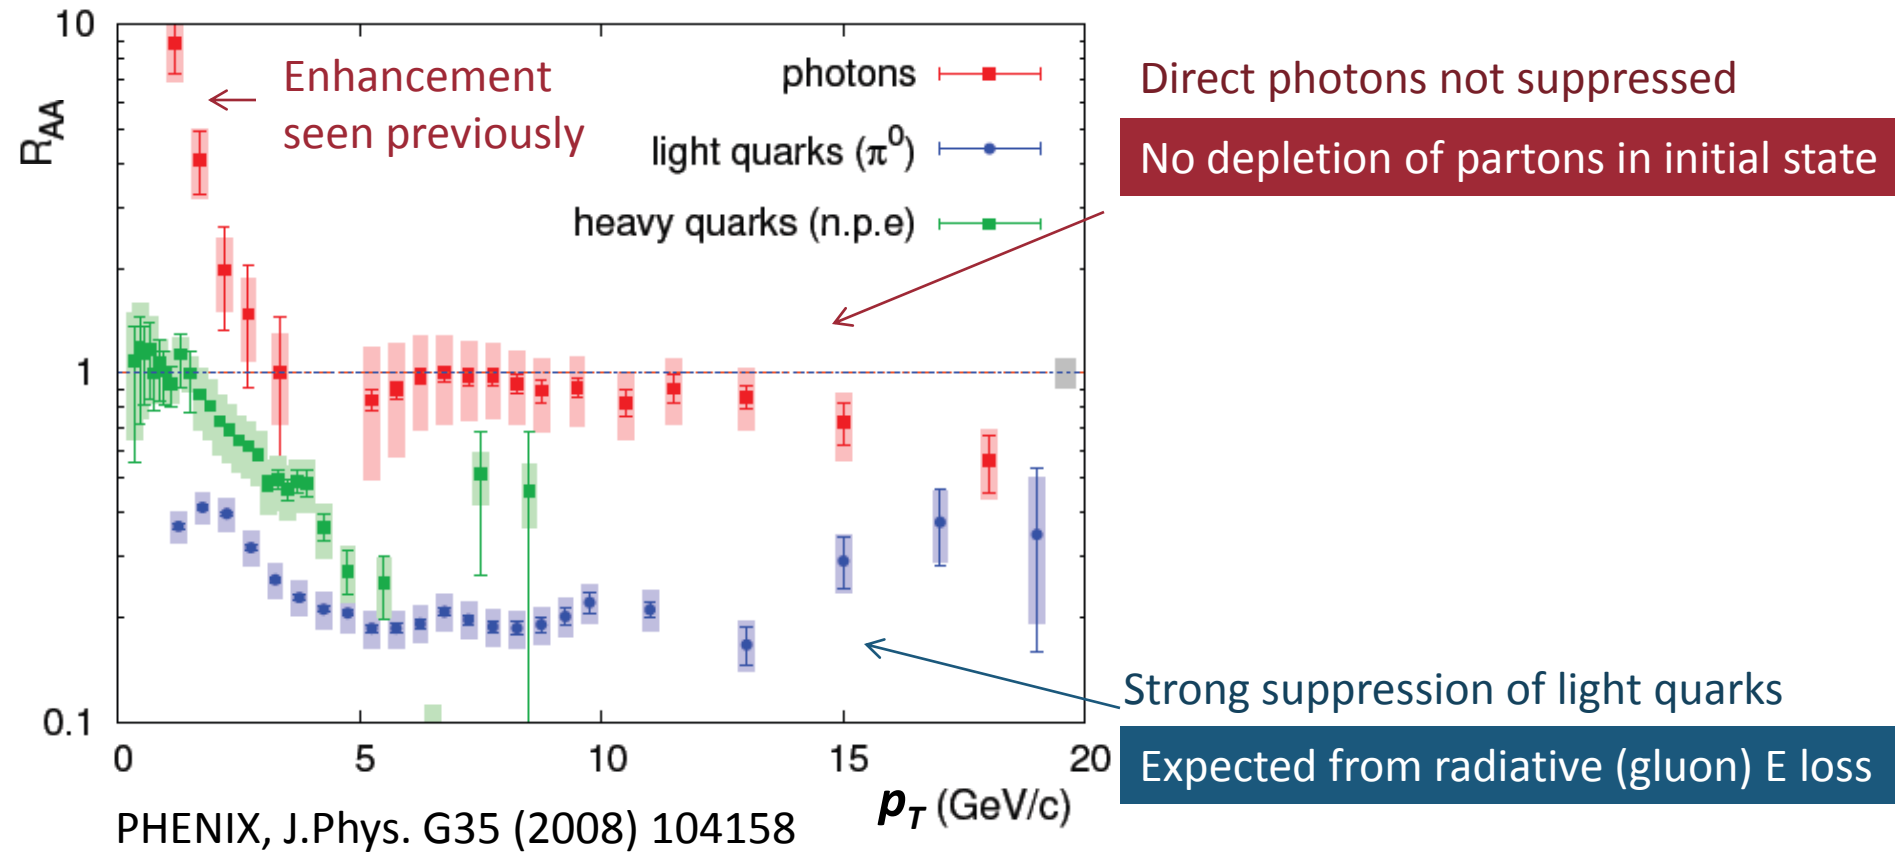 10
R_AA
Enhancement
seen previously
photons
light quarks (π⁰)
heavy quarks (n.p.e)
1
0.1
0 5 10 15 20
p_T (GeV/c)
PHENIX, J.Phys. G35 (2008) 104158
Direct photons not suppressed
No depletion of partons in initial state
Strong suppression of light quarks
Expected from radiative (gluon) E loss